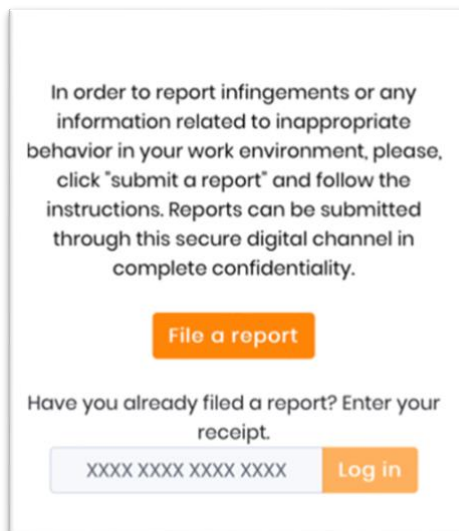 In order to report infingements or any
information related to inappropriate
behavior in your work environment, please,
click "submit a report" and follow the
instructions. Reports can be submitted
through this secure digital channel in
complete confidentiality.
File a report
Have you already filed a report? Enter your
receipt.
XXXX XXXX XXXX XXXX Log in